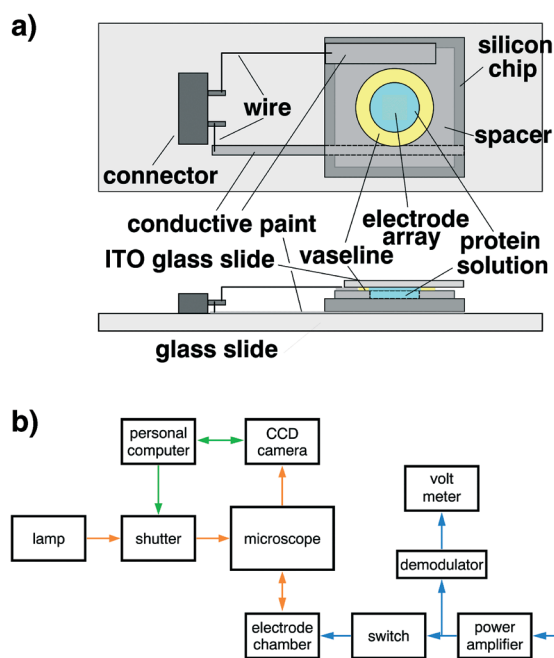 a)
silicon
chip
wire
spacer
connector
conductive paint
electrode
array
protein
solution
ITO glass slide
vaseline
glass slide
b)
personal
computer
CCD
camera
volt
meter
lamp
shutter
microscope
demodulator
electrode
chamber
switch
power
amplifier